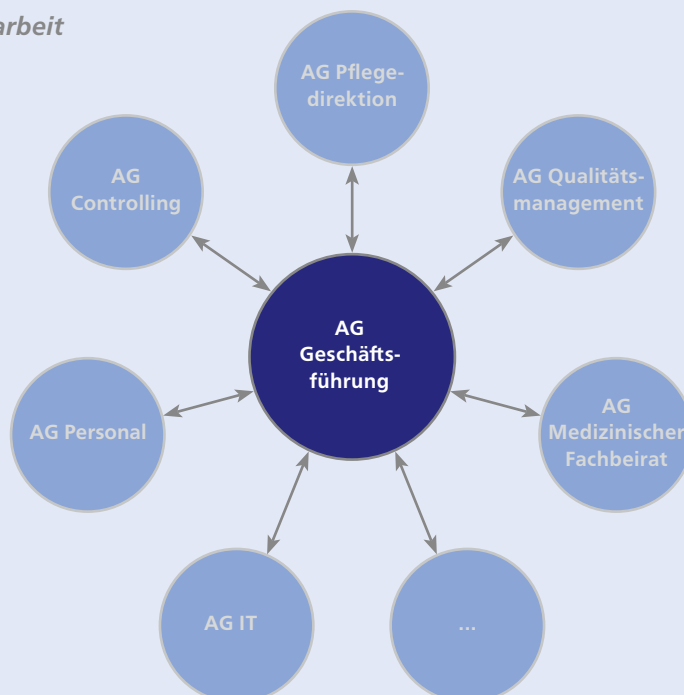 arbeit
AG Pflege-
direktion
AG
Controlling
AG Qualitäts-
management
AG
Geschäfts-
führung
AG Personal
AG
Medizinischer
Fachbeirat
AG IT
...